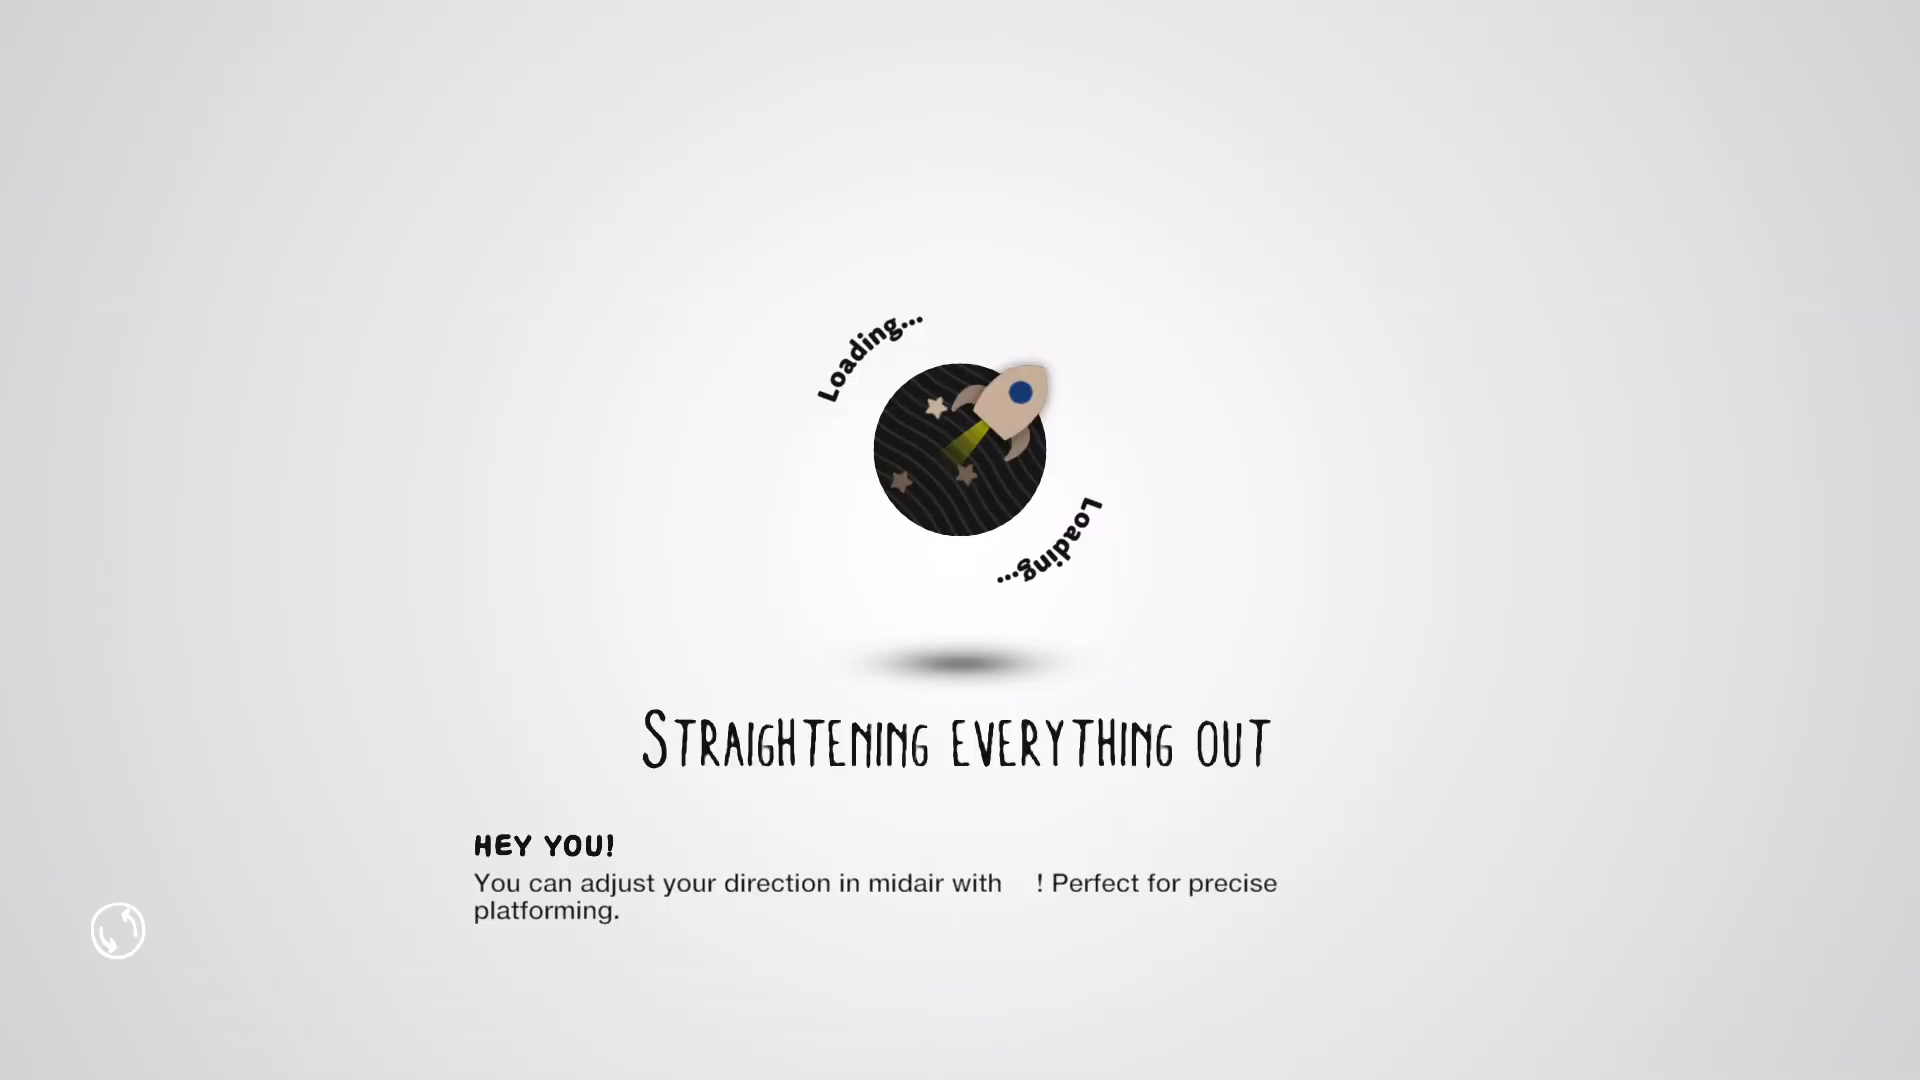 Loading...
Loading...
STRAIGHTENING EVERYTHING OUT
HEY YOU!
You can adjust your direction in midair with ! Perfect for precise
platforming.